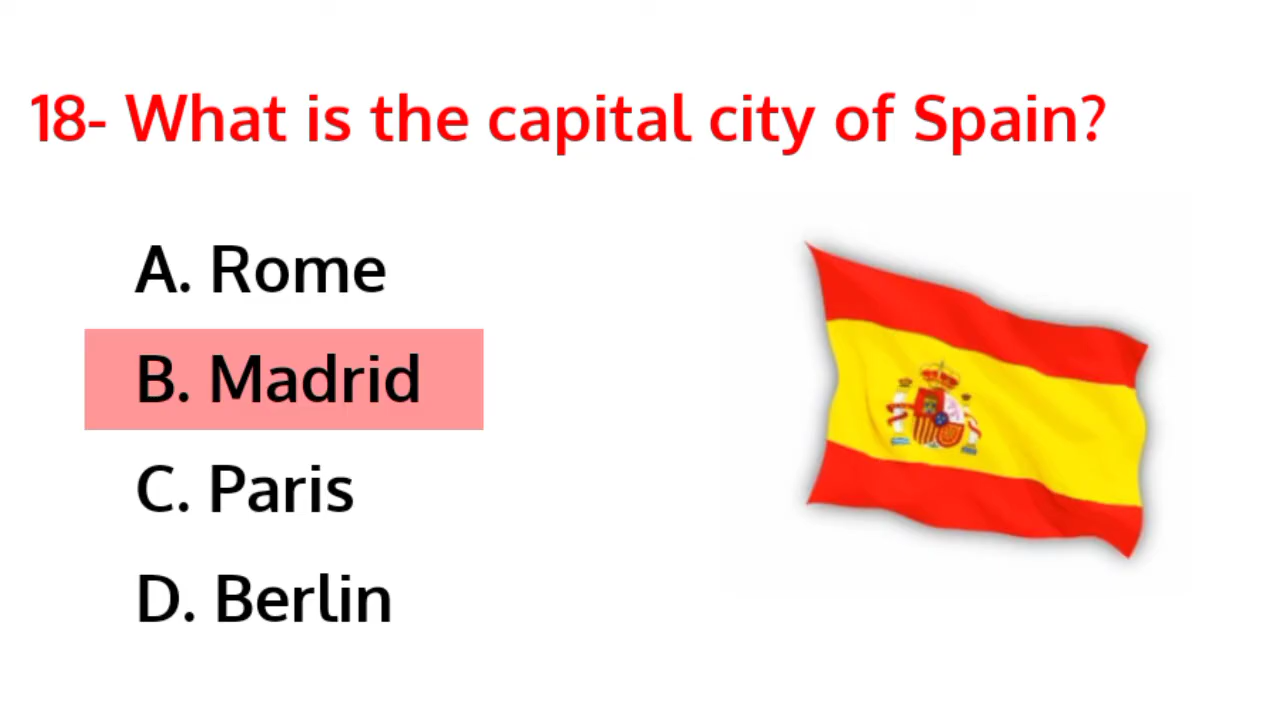 18- What is the capital city of Spain?
A. Rome
B. Madrid
C. Paris
D. Berlin